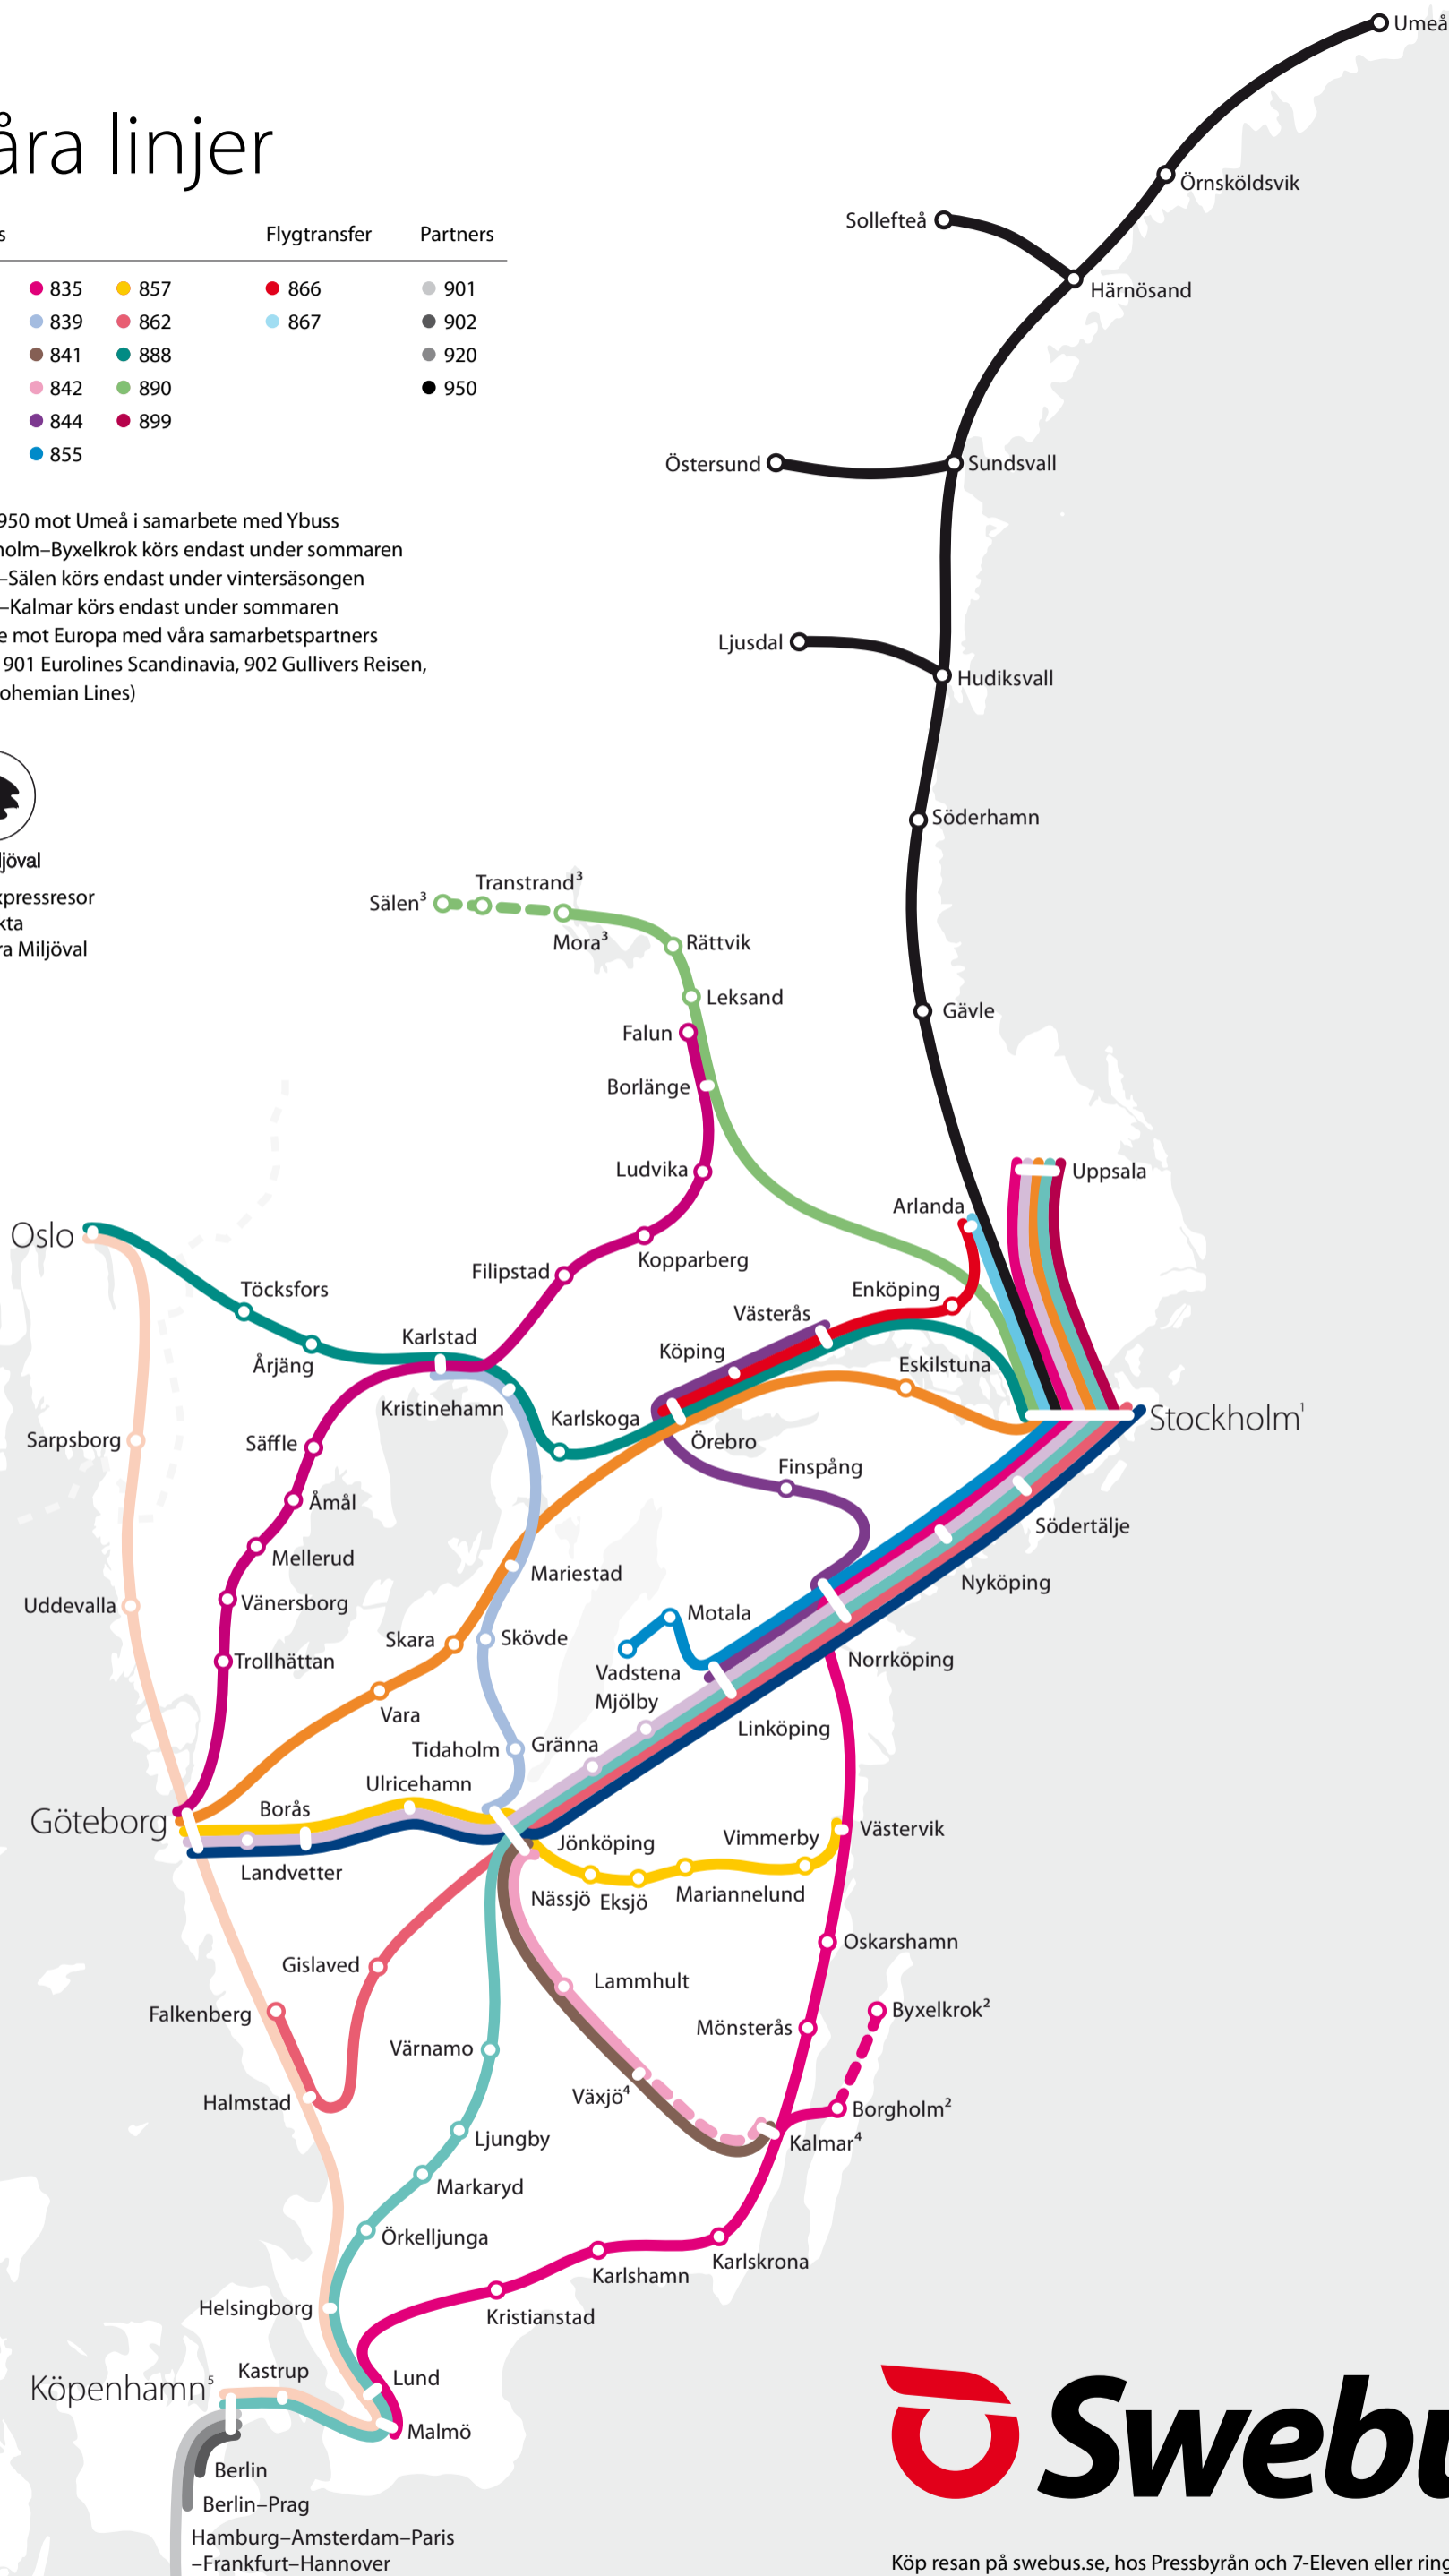 Umeå
åra linjer
Örnsköldsvik
Sollefteå
Flygtransfer
Partners
Härnösand
835
857
866
901
839
862
867
902
841
888
920
842
890
950
844
899
855
Östersund
Sundsvall
950 mot Umeå i samarbete med Ybuss
holm–Byxelkrok körs endast under sommaren
–Sälen körs endast under vintersäsongen
–Kalmar körs endast under sommaren
e mot Europa med våra samarbetspartners
901 Eurolines Scandinavia, 902 Gullivers Reisen,
ohemian Lines)
Ljusdal
Hudiksvall
Söderhamn
ljöval
xpressresor
kta
ra Miljöval
Transtrand³
Sälen³
Mora³
Rättvik
Leksand
Gävle
Falun
Borlänge
Ludvika
Uppsala
Arlanda
Oslo
Kopparberg
Filipstad
Töcksfors
Enköping
Västerås
Karlstad
Köping
Årjäng
Eskilstuna
Kristinehamn
Karlskoga
Stockholm¹
Sarpsborg
Säffle
Örebro
Finspång
Åmål
Södertälje
Mellerud
Mariestad
Nyköping
Uddevalla
Vänersborg
Motala
Skara
Skövde
Trollhättan
Vadstena
Norrköping
Mjölby
Vara
Linköping
Tidaholm
Gränna
Ulricehamn
Borås
Göteborg
Jönköping
Vimmerby
Västervik
Landvetter
Nässjö
Eksjö
Mariannelund
Oskarshamn
Gislaved
Lammhult
Byxelkrok²
Falkenberg
Mönsterås
Värnamo
Växjö⁴
Halmstad
Borgholm²
Ljungby
Kalmar⁴
Markaryd
Örkelljunga
Karlskrona
Karlshamn
Helsingborg
Kristianstad
Kastrup
Lund
Köpenhamn⁵
Malmö
Swebu
Berlin
Berlin–Prag
Hamburg–Amsterdam–Paris
–Frankfurt–Hannover
Köp resan på swebus.se, hos Pressbyrån och 7-Eleven eller ring